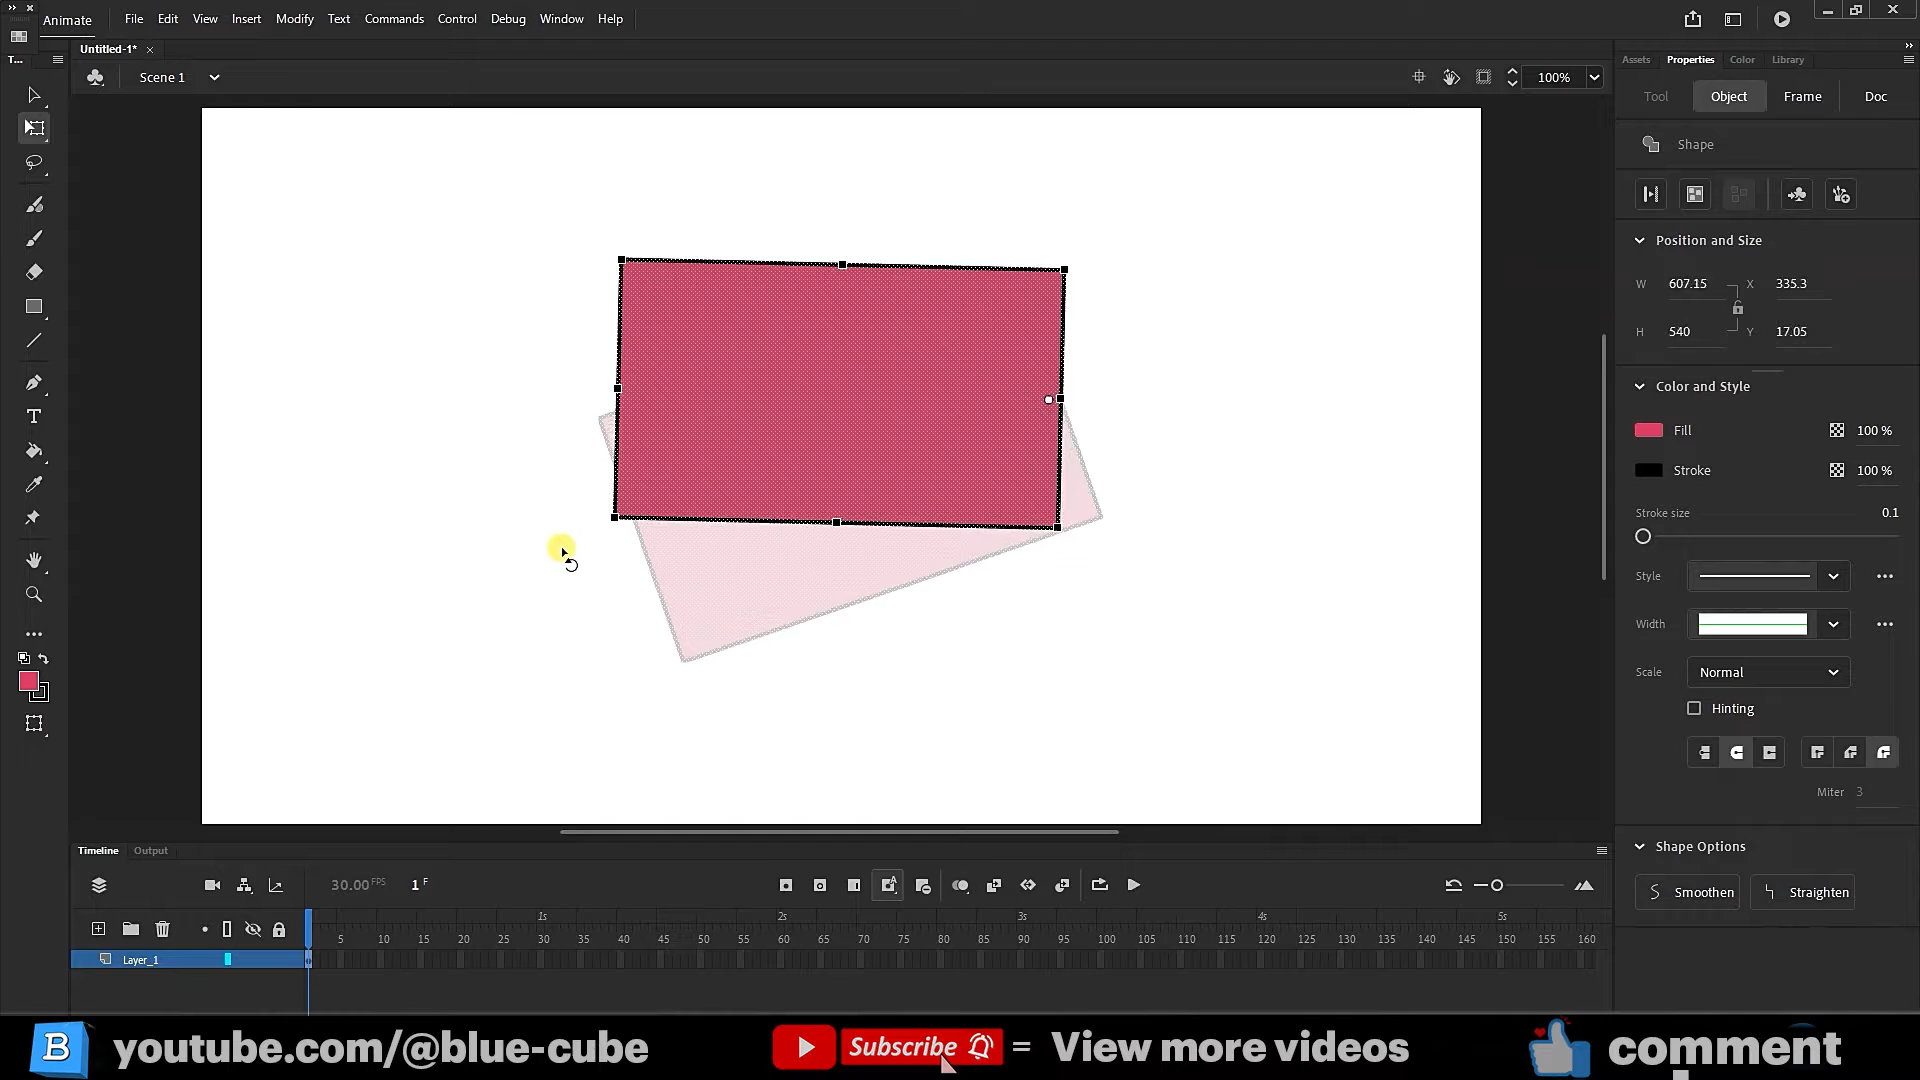 Animate File Edit View Insert Modify Text Commands Control Debug Window Help
Untitled-1*
T...
Scene 1
100%
Assets Properties Color Library
Tool Object Frame Doc
Shape
Position and Size
W 607.15 X 335.3
H 540 Y 17.05
Color and Style
Fill 100 %
Stroke 100 %
Stroke size 0.1
Style
Width
Scale Normal
Hinting
Miter 3
Shape Options
Smoothen Straighten
Timeline Output
30.00 FPS 1 F
1s 2s 3s 4s 5s
5 10 15 20 25 30 35 40 45 50 55 60 65 70 75 80 85 90 95 100 105 110 115 120 125 130 135 140 145 150 155 160
Layer_1
B youtube.com/@blue-cube Subscribe = View more videos comment